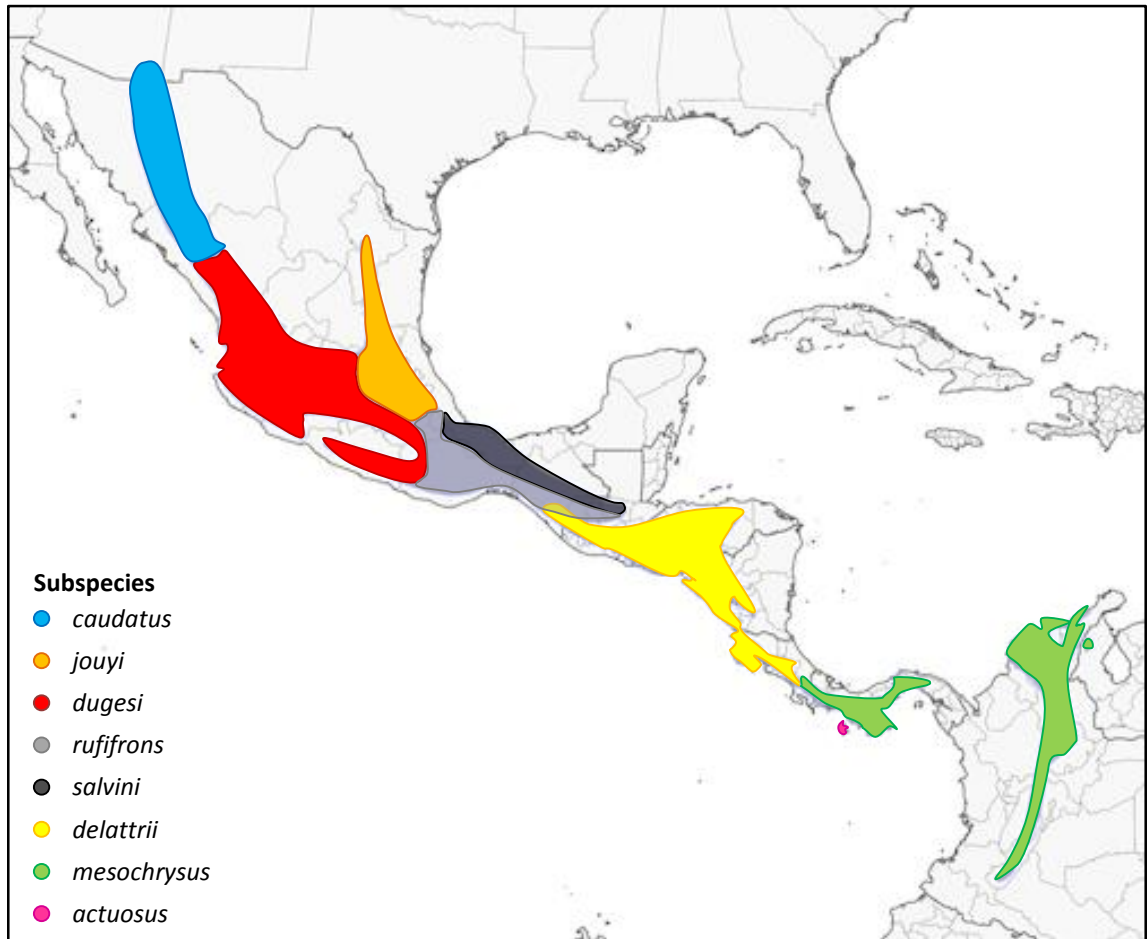 Subspecies
caudatus
jouyi
dugesi
rufifrons
salvini
delattrii
mesochrysus
actuosus